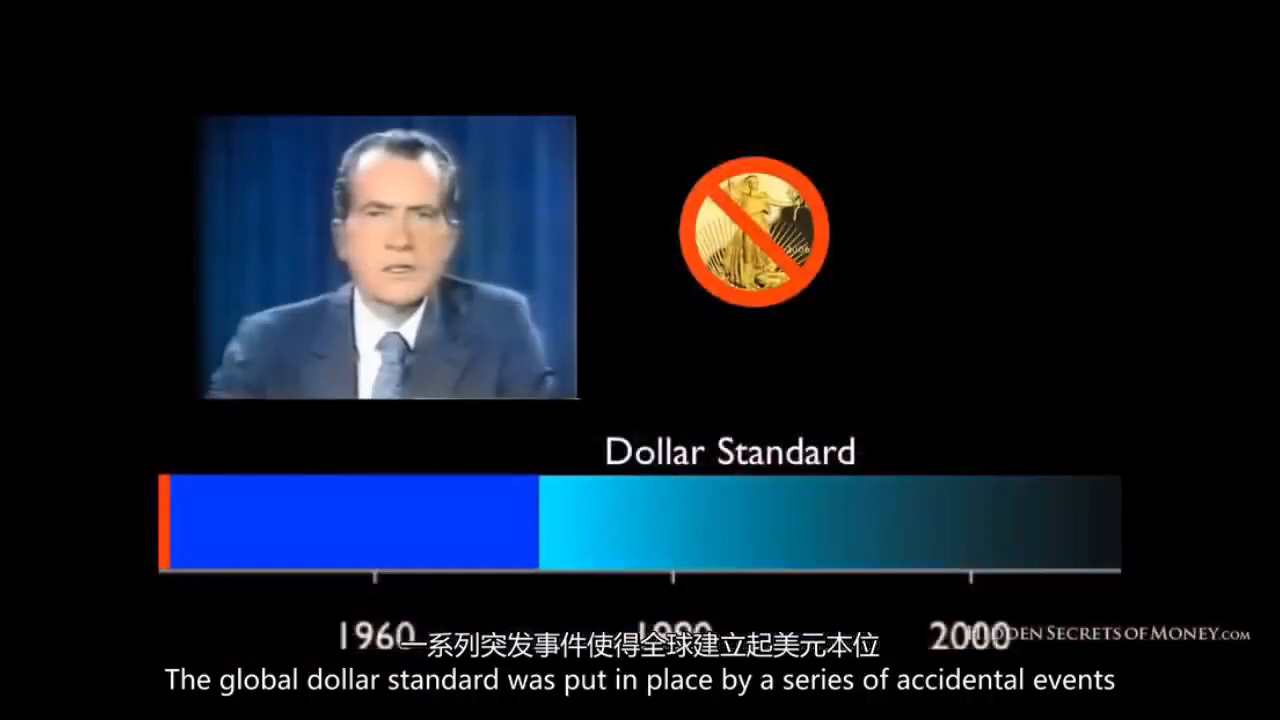 Dollar Standard
1960
1980
2000
HIDDEN SECRETS OF MONEY.COM
一系列突发事件使得全球建立起美元本位
The global dollar standard was put in place by a series of accidental events